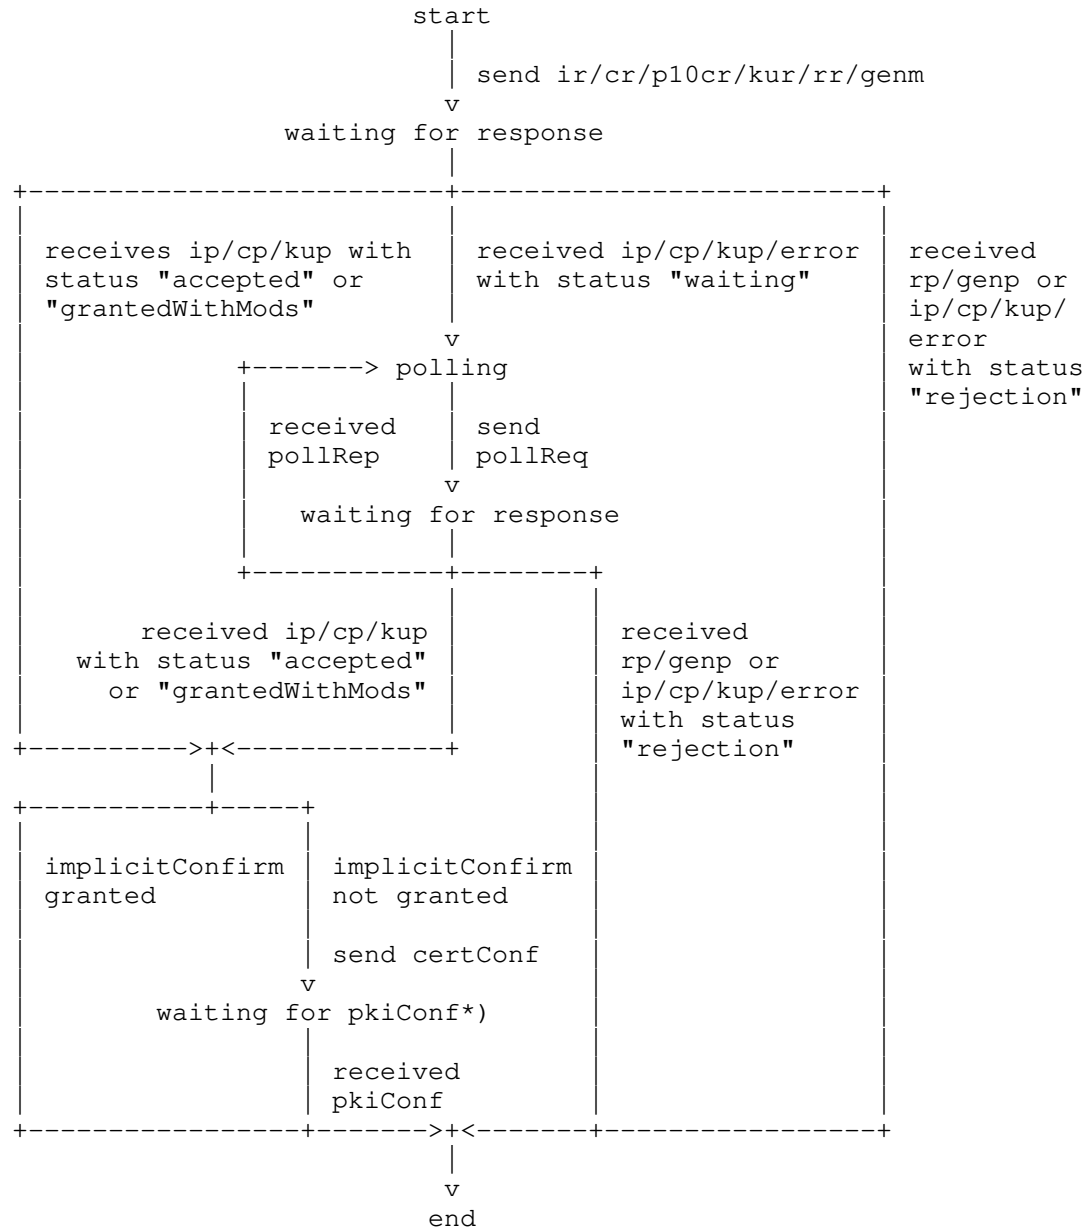 start
send ir/cr/p10cr/kur/rr/genm
v
waiting for response
receives ip/cp/kup with
status "accepted" or
"grantedWithMods"
received ip/cp/kup/error
with status "waiting"
received
rp/genp or
ip/cp/kup/
error
with status
"rejection"
v
polling
received
pollRep
send
pollReq
v
waiting for response
received ip/cp/kup
with status "accepted"
or "grantedWithMods"
received
rp/genp or
ip/cp/kup/error
with status
"rejection"
implicitConfirm
granted
implicitConfirm
not granted
send certConf
v
waiting for pkiConf*)
received
pkiConf
v
end